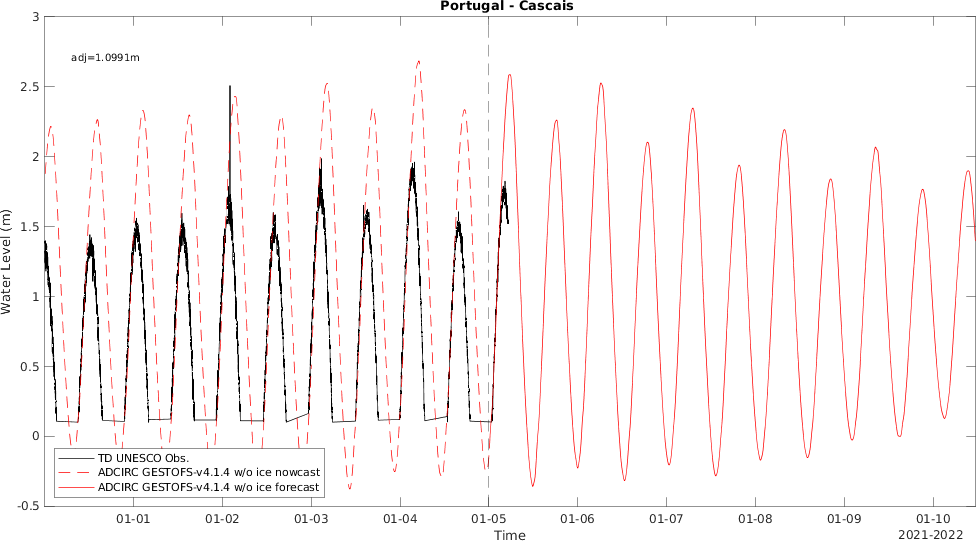 Portugal - Cascais
adj=1.0991m
Water Level (m)
3
2.5
2
1.5
1
0.5
0
-0.5
TD UNESCO Obs.
ADCIRC GESTOFS-v4.1.4 w/o ice nowcast
ADCIRC GESTOFS-v4.1.4 w/o ice forecast
01-01 01-02 01-03 01-04 01-05 01-06 01-07 01-08 01-09 01-10
Time
2021-2022